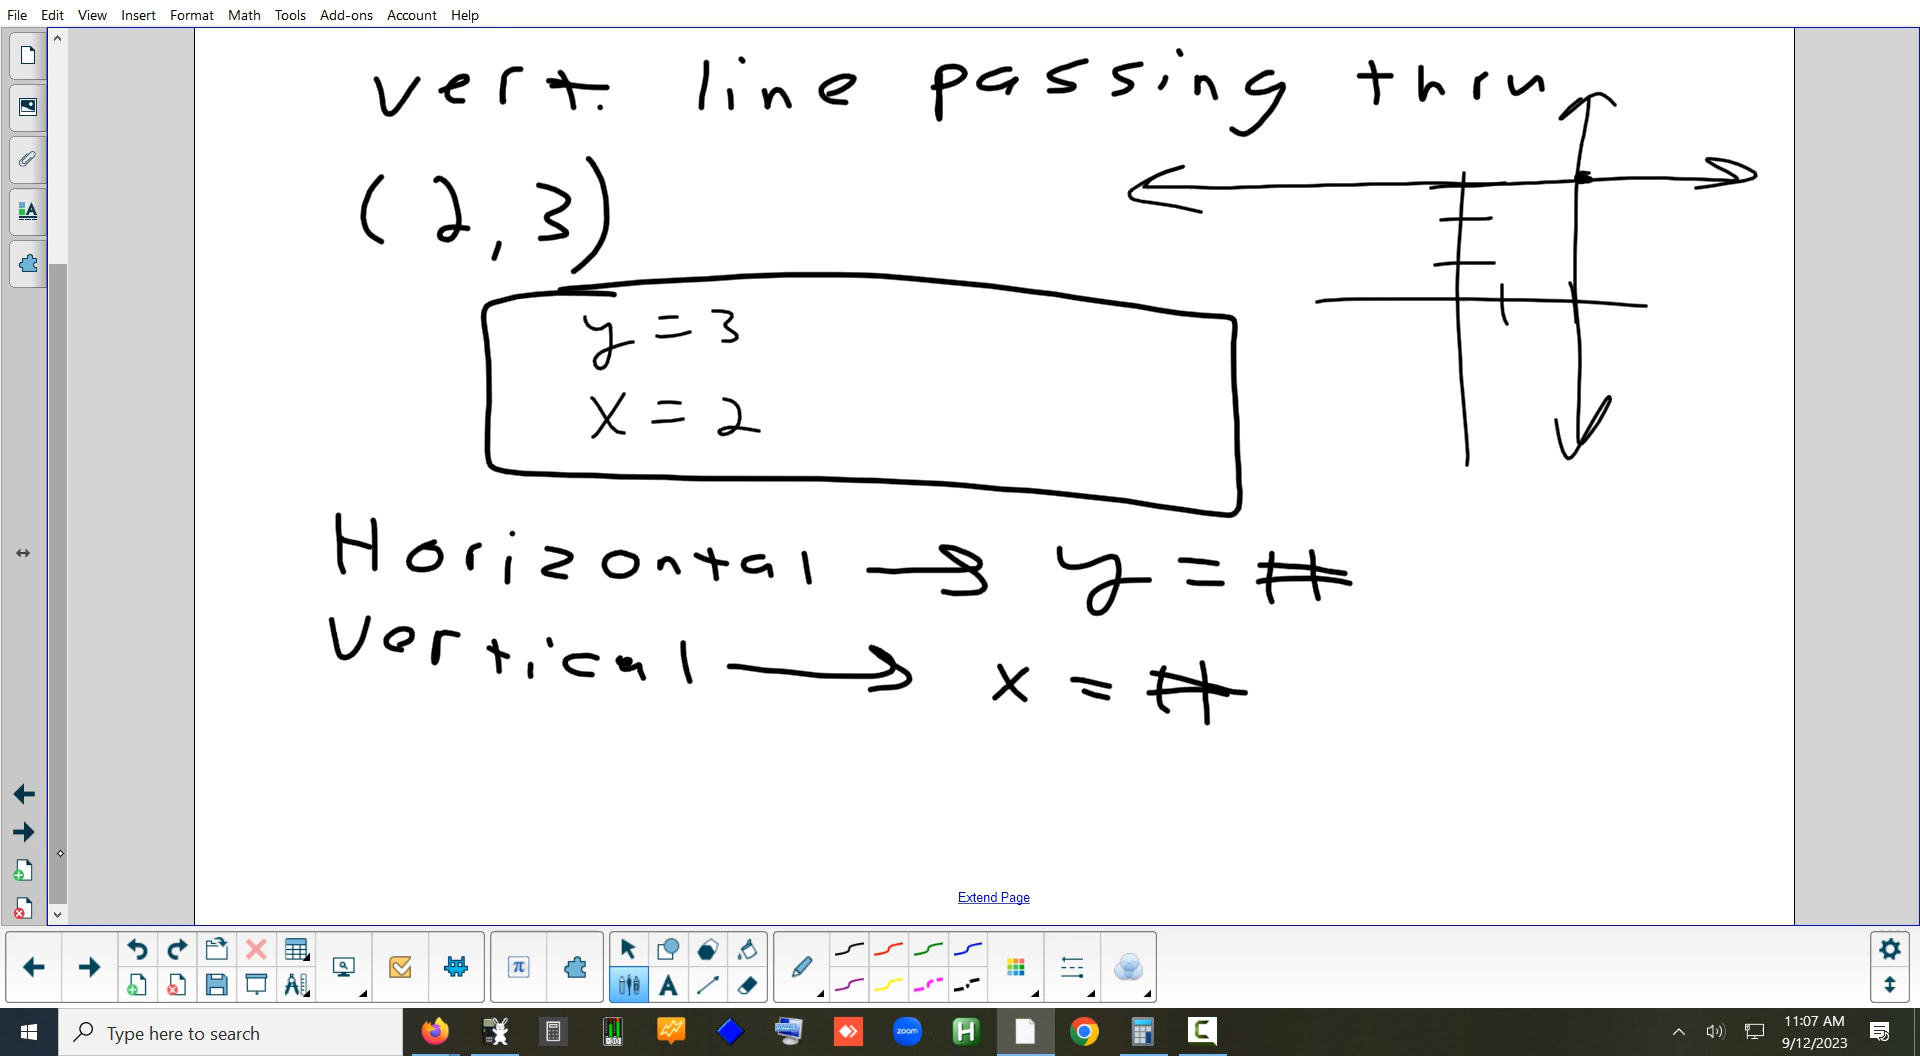 File Edit View Insert Format Math Tools Add-ons Account Help
vert. line passing thru
(2,3)
y = 3
x = 2
Horizontal → y = #
Vertical → x = #
Extend Page
π
A
Type here to search
zoom
H
C
11:07 AM
9/12/2023